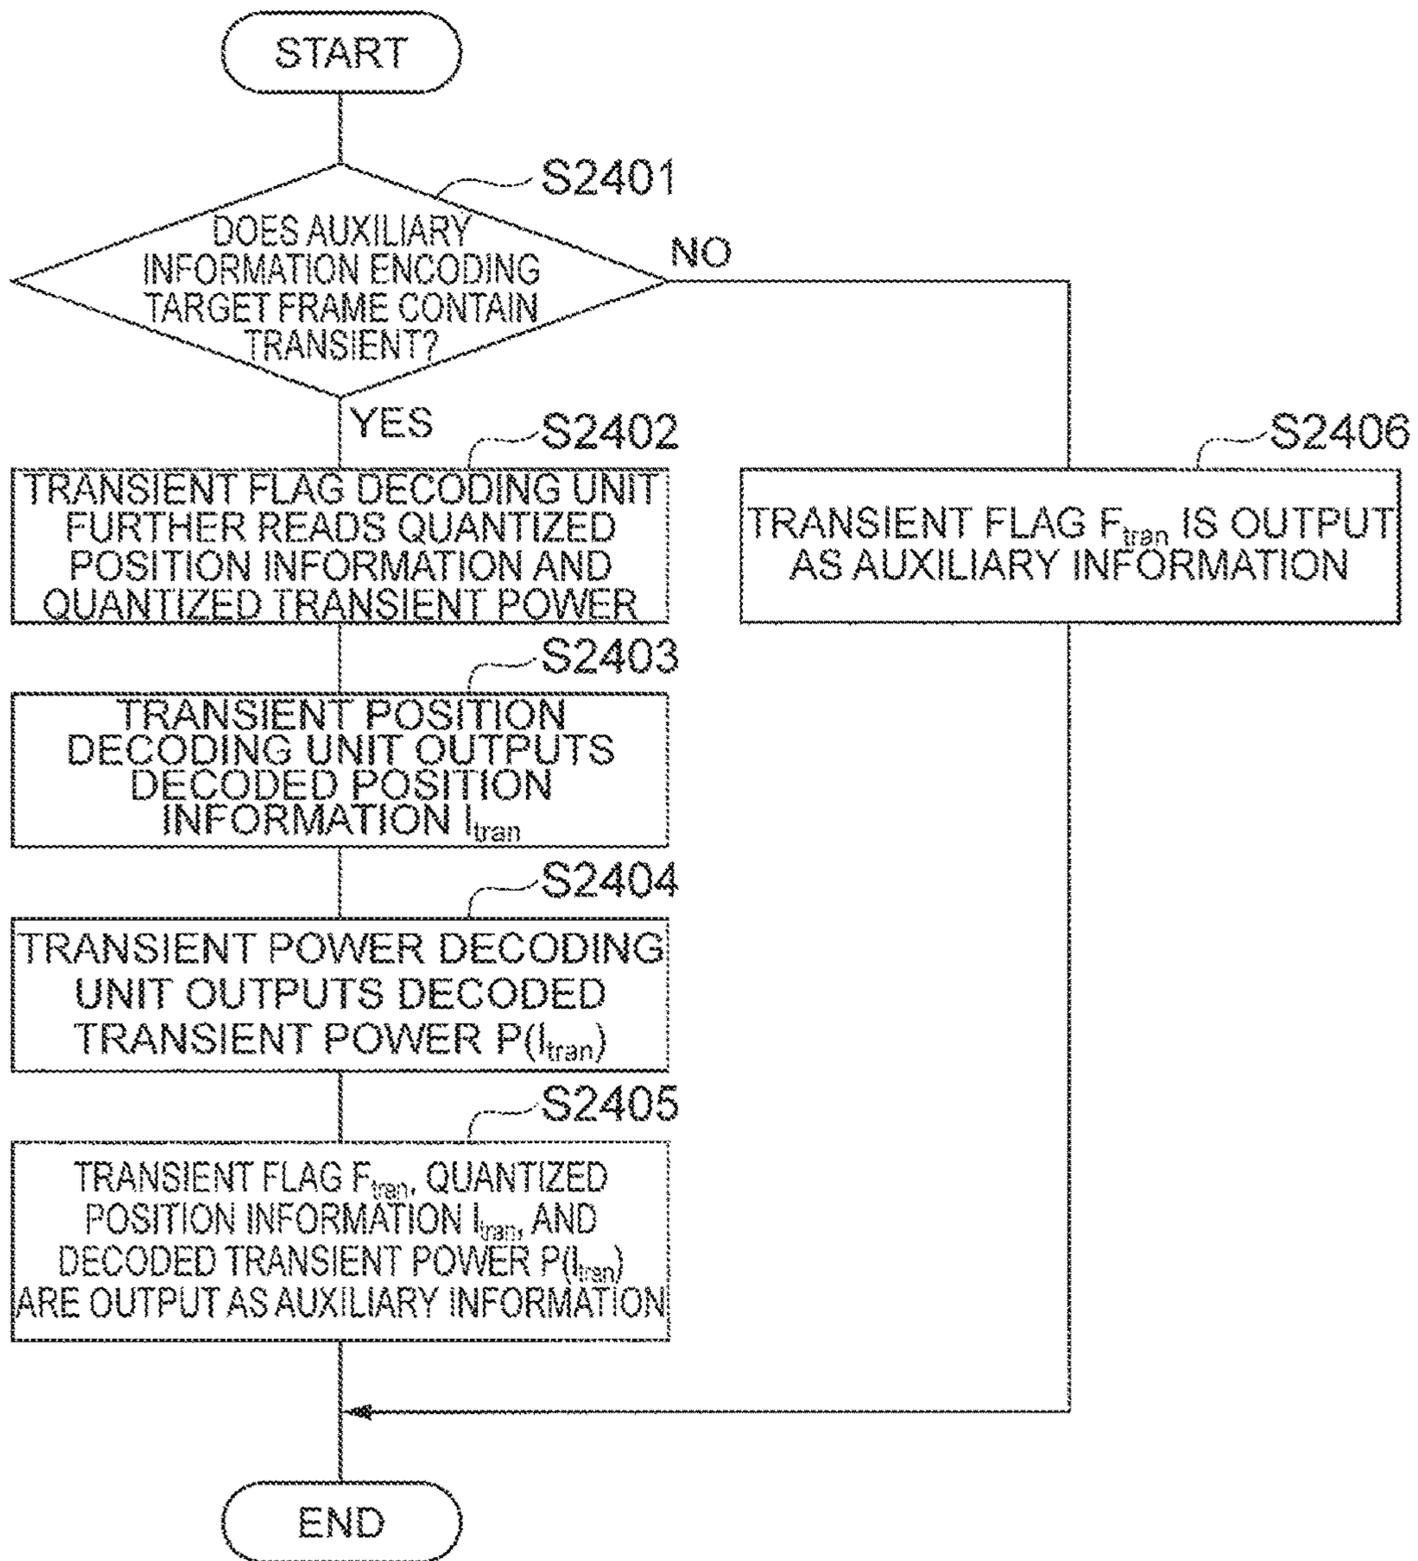 START
S2401
DOES AUXILIARY
INFORMATION ENCODING
TARGET FRAME CONTAIN
TRANSIENT?
NO
YES
S2402
TRANSIENT FLAG DECODING UNIT
FURTHER READS QUANTIZED
POSITION INFORMATION AND
QUANTIZED TRANSIENT POWER
S2406
TRANSIENT FLAG Ftran IS OUTPUT
AS AUXILIARY INFORMATION
S2403
TRANSIENT POSITION
DECODING UNIT OUTPUTS
DECODED POSITION
INFORMATION Itran
S2404
TRANSIENT POWER DECODING
UNIT OUTPUTS DECODED
TRANSIENT POWER P(Itran)
S2405
TRANSIENT FLAG Ftran, QUANTIZED
POSITION INFORMATION Itran, AND
DECODED TRANSIENT POWER P(Itran)
ARE OUTPUT AS AUXILIARY INFORMATION
END